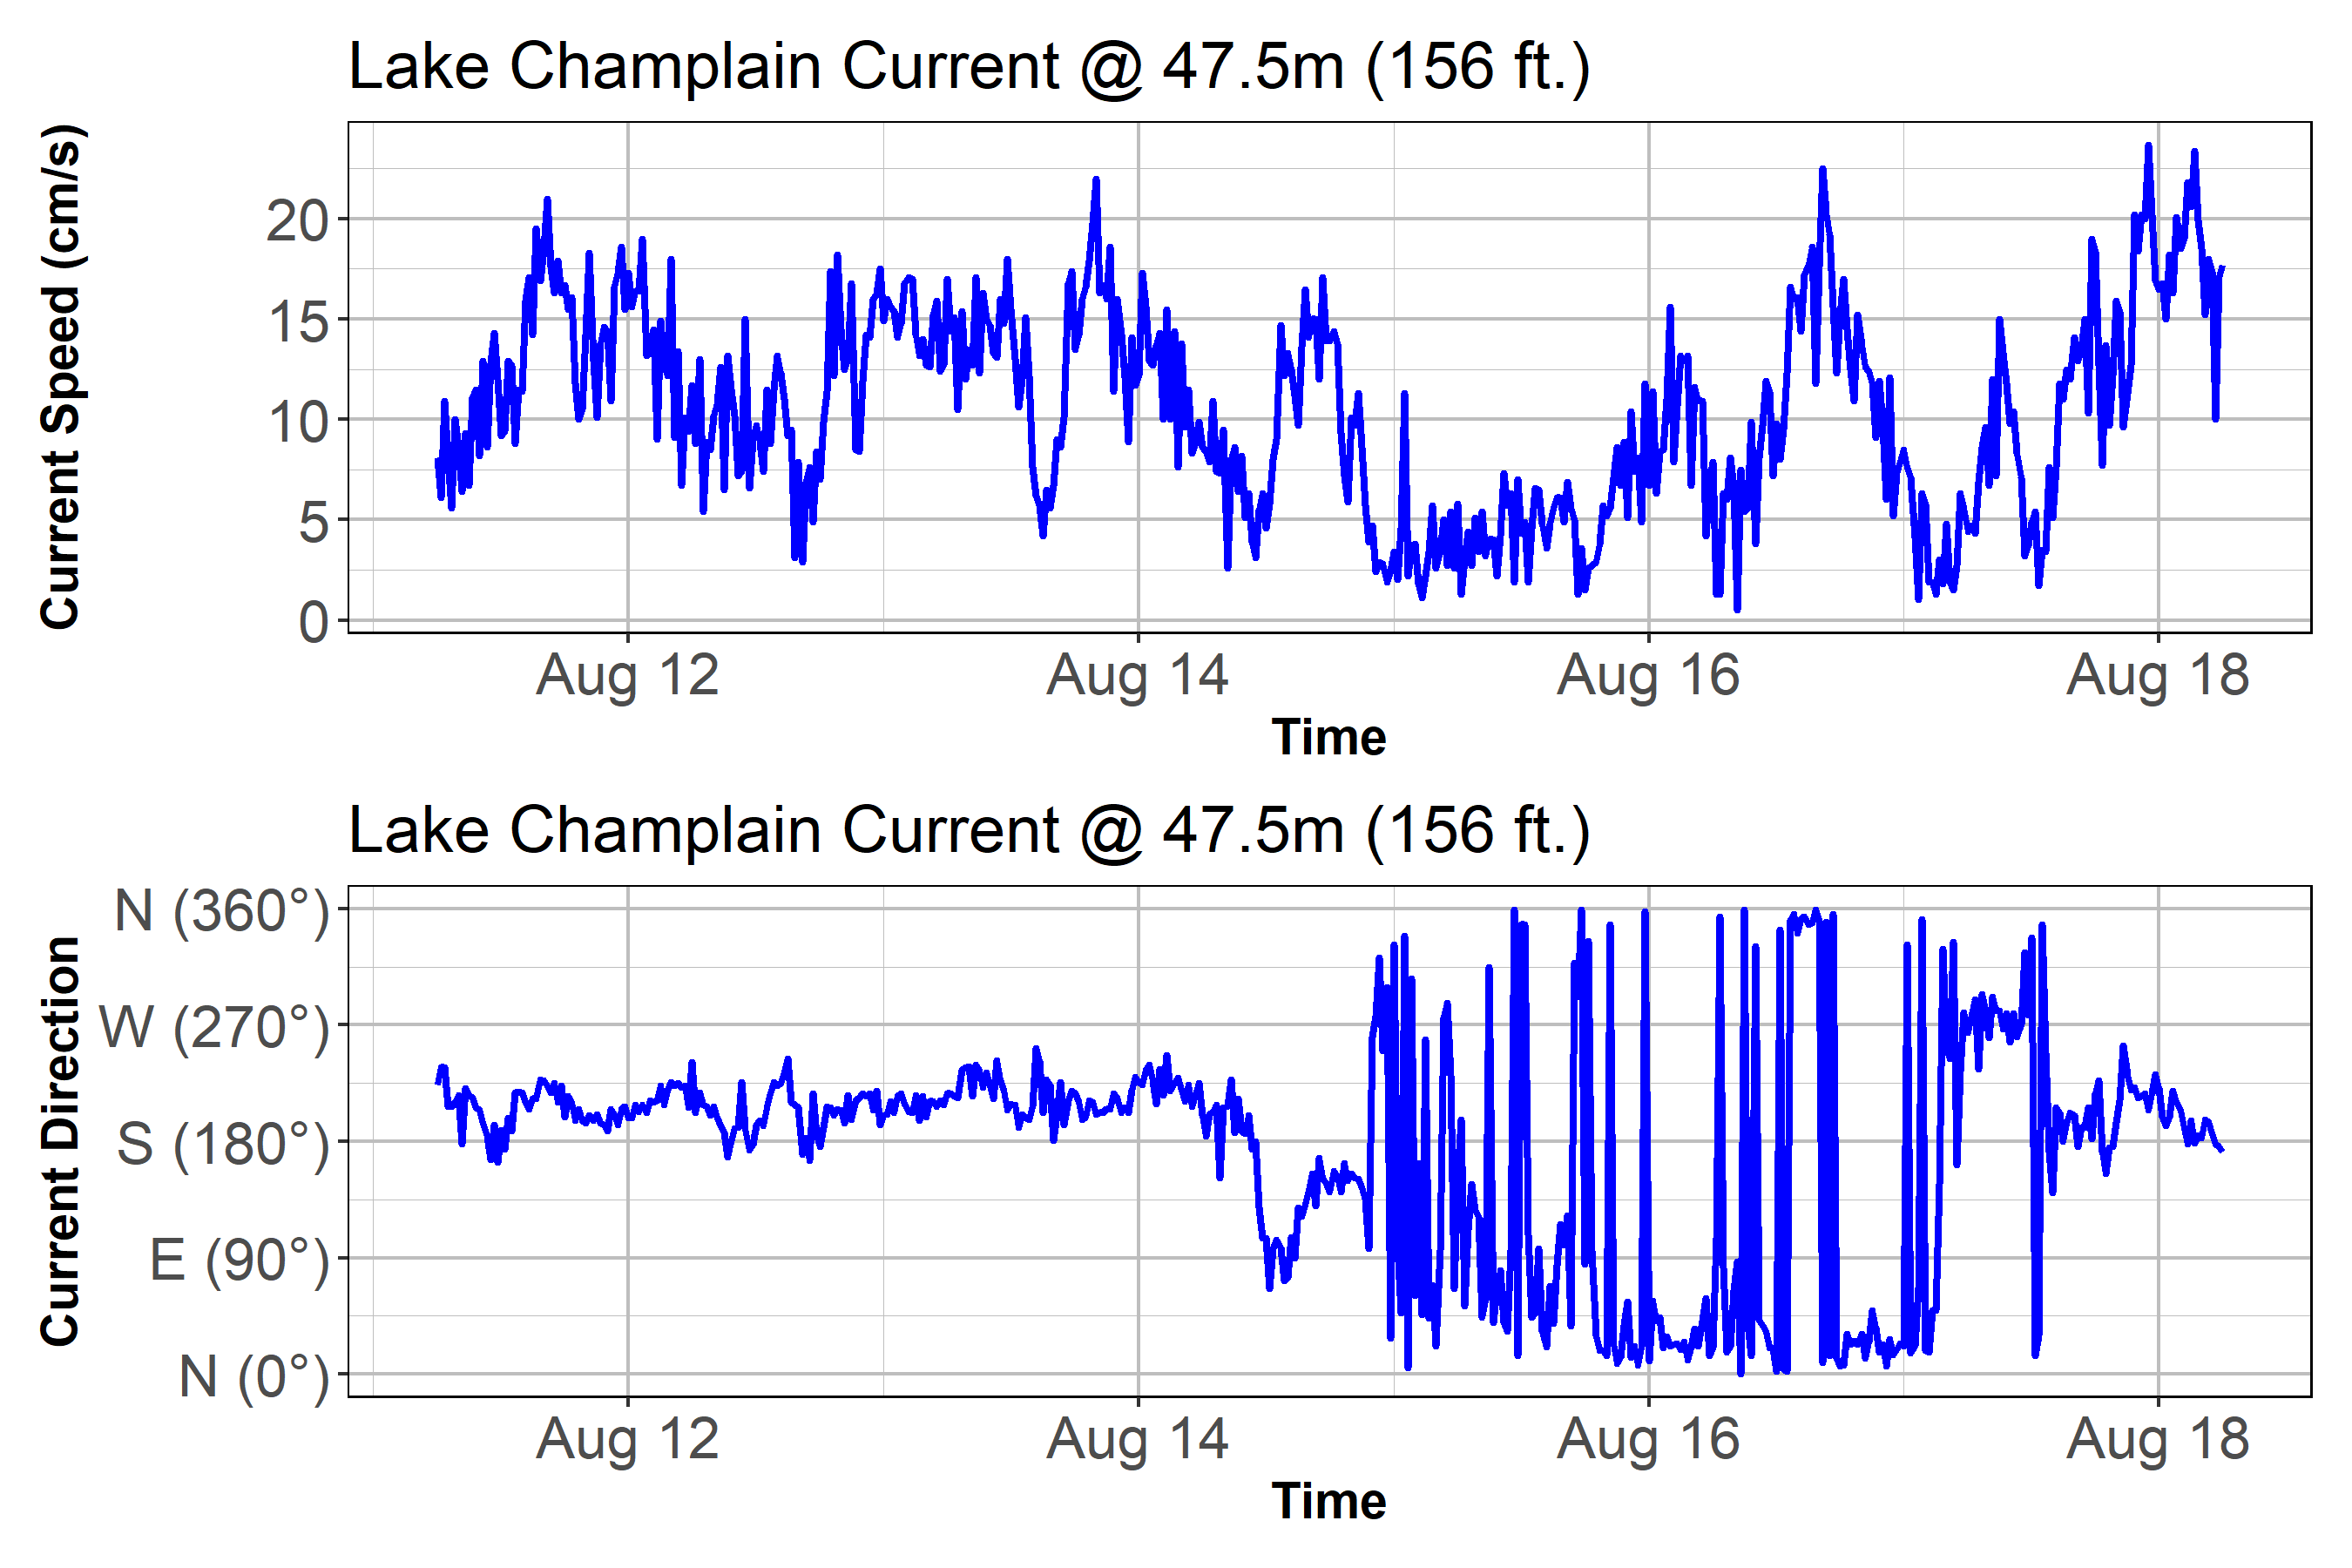 Lake Champlain Current @ 47.5m (156 ft.)
Current Speed (cm/s)
20
15
10
5
0
Aug 12 Aug 14 Aug 16 Aug 18
Time
Lake Champlain Current @ 47.5m (156 ft.)
Current Direction
N (360°)
W (270°)
S (180°)
E (90°)
N (0°)
Aug 12 Aug 14 Aug 16 Aug 18
Time